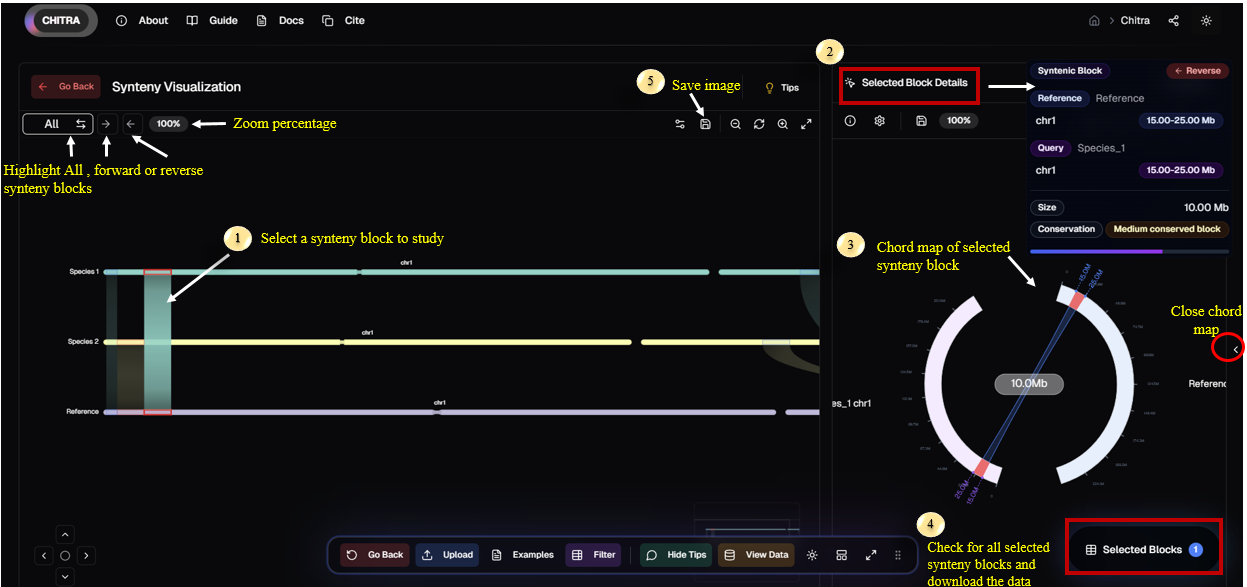 CHITRA
About
Guide
Docs
Cite
Chitra
Go Back
Synteny Visualization
5
Save image
Tips
All
100%
Zoom percentage
Highlight All , forward or reverse
synteny blocks
1
Select a synteny block to study
Species 1
chr1
Species 2
chr1
Reference
chr1
2
Selected Block Details
100%
Syntenic Block
← Reverse
Reference
Reference
chr1
15.00-25.00 Mb
Query
Species_1
chr1
15.00-25.00 Mb
Size
10.00 Mb
Conservation
Medium conserved block
3
Chord map of selected
synteny block
15.0M
25.0M
10.0Mb
es_1 chr1
25.0M
15.0M
Close chord
map
Referenc
Go Back
Upload
Examples
Filter
Hide Tips
View Data
4
Check for all selected
synteny blocks and
download the data
Selected Blocks
1